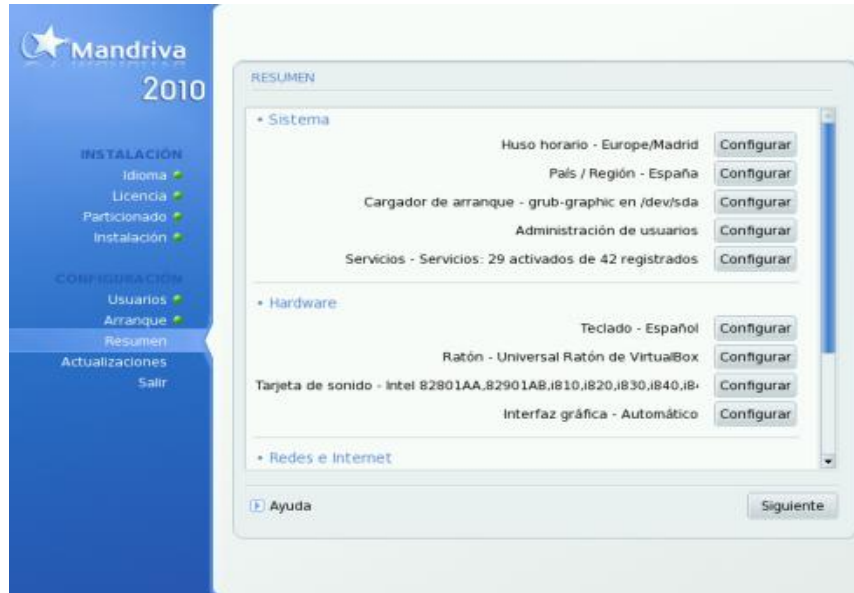 Mandriva
2010
INSTALACIÓN
Idioma
Licencia
Particionado
Instalación
CONFIGURACIÓN
Usuarios
Arranque
Resumen
Actualizaciones
Salir
RESUMEN
• Sistema
Huso horario - Europe/Madrid Configurar
País / Región - España Configurar
Cargador de arranque - grub-graphic en /dev/sda Configurar
Administración de usuarios Configurar
Servicios - Servicios: 29 activados de 42 registrados Configurar
• Hardware
Teclado - Español Configurar
Ratón - Universal Ratón de VirtualBox Configurar
Tarjeta de sonido - Intel 82801AA,82901AB,i810,i820,i830,i840,i8 Configurar
Interfaz gráfica - Automático Configurar
• Redes e Internet
Ayuda
Siguiente